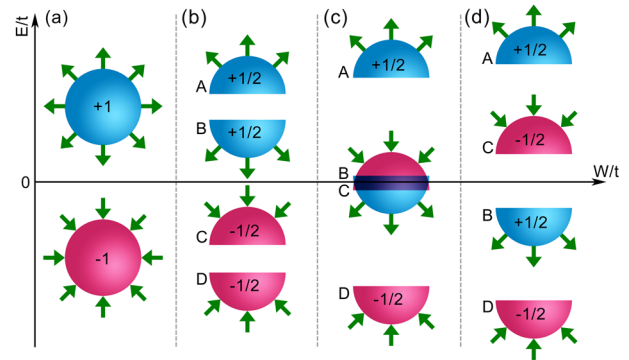 E/t
(a)
(b)
(c)
(d)
+1
-1
A
+1/2
B
+1/2
C
-1/2
D
-1/2
A
+1/2
B
C
D
-1/2
A
+1/2
C
-1/2
B
+1/2
D
-1/2
0
W/t